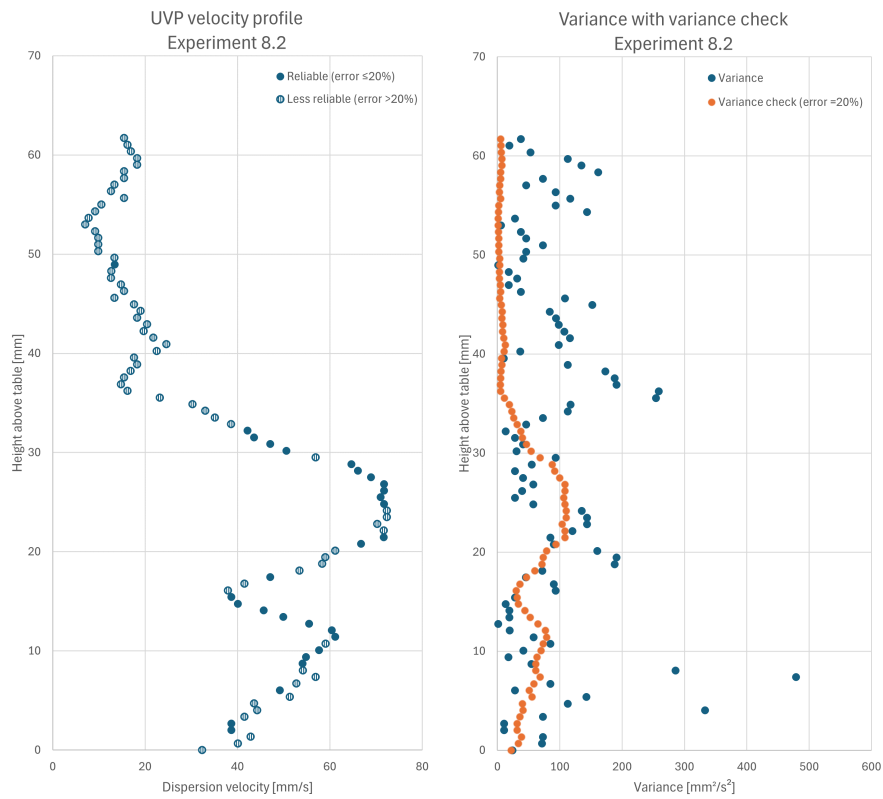 UVP velocity profile
Experiment 8.2
Reliable (error ≤20%)
Less reliable (error >20%)
70
60
50
40
30
20
10
0
0
20
40
60
80
Height above table [mm]
Dispersion velocity [mm/s]
Variance with variance check
Experiment 8.2
Variance
Variance check (error =20%)
70
60
50
40
30
20
10
0
0
100
200
300
400
500
600
Height above table [mm]
Variance [mm²/s²]